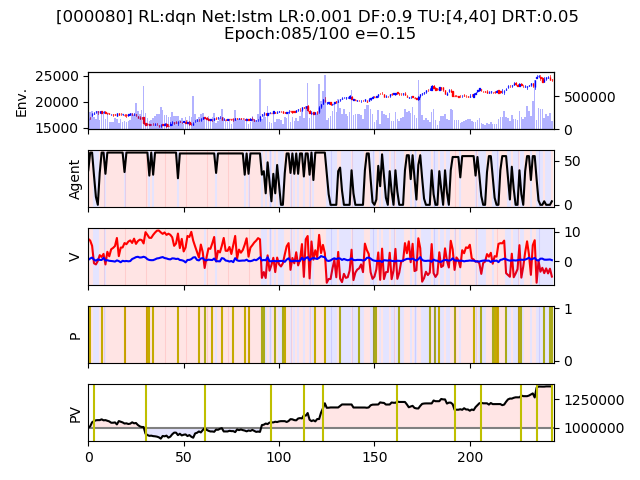 [000080] RL:dqn Net:lstm LR:0.001 DF:0.9 TU:[4,40] DRT:0.05
Epoch:085/100 e=0.15
Env.
25000
20000
15000
500000
0
Agent
50
0
V
10
0
P
1
0
PV
1250000
1000000
0 50 100 150 200